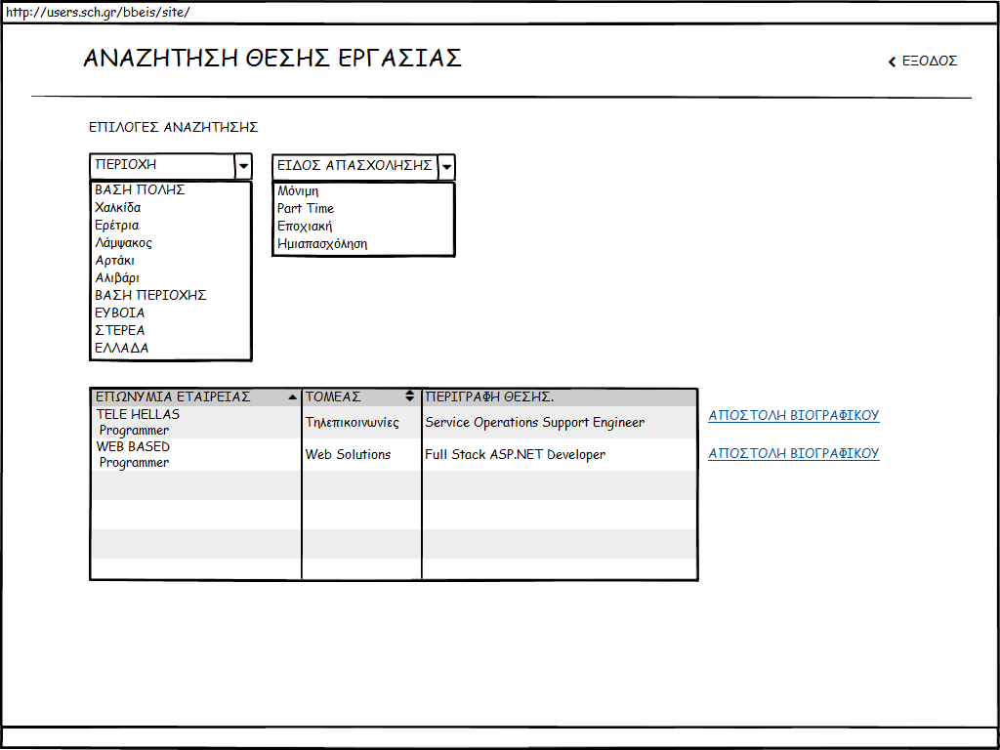 http://users.sch.gr/bbeis/site/
ΑΝΑΖΗΤΗΣΗ ΘΕΣΗΣ ΕΡΓΑΣΙΑΣ
ΕΞΟΔΟΣ
ΕΠΙΛΟΓΕΣ ΑΝΑΖΗΤΗΣΗΣ
ΠΕΡΙΟΧΗ
ΒΑΣΗ ΠΟΛΗΣ
Χαλκίδα
Ερέτρια
Λάμψακος
Αρτάκι
Αλιβάρι
ΒΑΣΗ ΠΕΡΙΟΧΗΣ
ΕΥΒΟΙΑ
ΣΤΕΡΕΑ
ΕΛΛΑΔΑ
ΕΙΔΟΣ ΑΠΑΣΧΟΛΗΣΗΣ
Μόνιμη
Part Time
Εποχιακή
Ημιαπασχόληση
ΕΠΩΝΥΜΙΑ ΕΤΑΙΡΕΙΑΣ ΤΟΜΕΑΣ ΠΕΡΙΓΡΑΦΗ ΘΕΣΗΣ.
TELE HELLAS
Programmer
Τηλεπικοινωνίες
Service Operations Support Engineer
ΑΠΟΣΤΟΛΗ ΒΙΟΓΡΑΦΙΚΟΥ
WEB BASED
Programmer
Web Solutions
Full Stack ASP.NET Developer
ΑΠΟΣΤΟΛΗ ΒΙΟΓΡΑΦΙΚΟΥ